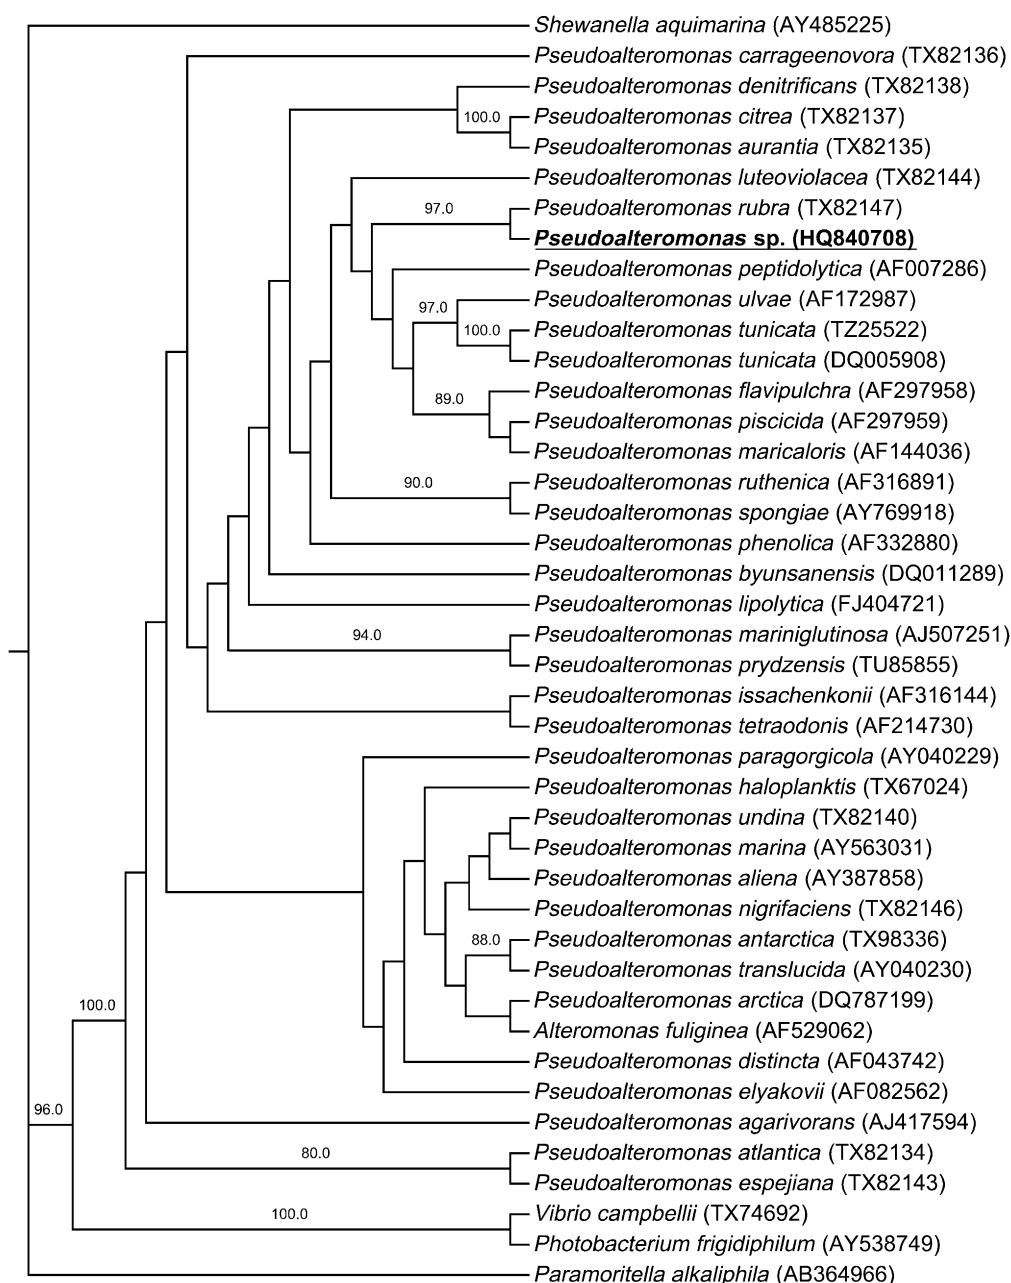 Shewanella aquimarina (AY485225)
Pseudoalteromonas carrageenovora (TX82136)
Pseudoalteromonas denitrificans (TX82138)
100.0
Pseudoalteromonas citrea (TX82137)
Pseudoalteromonas aurantia (TX82135)
Pseudoalteromonas luteoviolacea (TX82144)
97.0
Pseudoalteromonas rubra (TX82147)
Pseudoalteromonas sp. (HQ840708)
Pseudoalteromonas peptidolytica (AF007286)
97.0
Pseudoalteromonas ulvae (AF172987)
100.0
Pseudoalteromonas tunicata (TZ25522)
Pseudoalteromonas tunicata (DQ005908)
89.0
Pseudoalteromonas flavipulchra (AF297958)
Pseudoalteromonas piscicida (AF297959)
Pseudoalteromonas maricaloris (AF144036)
90.0
Pseudoalteromonas ruthenica (AF316891)
Pseudoalteromonas spongiae (AY769918)
Pseudoalteromonas phenolica (AF332880)
Pseudoalteromonas byunsanensis (DQ011289)
Pseudoalteromonas lipolytica (FJ404721)
94.0
Pseudoalteromonas mariniglutinosa (AJ507251)
Pseudoalteromonas prydzensis (TU85855)
Pseudoalteromonas issachenkonii (AF316144)
Pseudoalteromonas tetraodonis (AF214730)
Pseudoalteromonas paragorgicola (AY040229)
Pseudoalteromonas haloplanktis (TX67024)
Pseudoalteromonas undina (TX82140)
Pseudoalteromonas marina (AY563031)
Pseudoalteromonas aliena (AY387858)
Pseudoalteromonas nigrifaciens (TX82146)
88.0
Pseudoalteromonas antarctica (TX98336)
Pseudoalteromonas translucida (AY040230)
Pseudoalteromonas arctica (DQ787199)
100.0
Alteromonas fuliginea (AF529062)
Pseudoalteromonas distincta (AF043742)
Pseudoalteromonas elyakovii (AF082562)
96.0
Pseudoalteromonas agarivorans (AJ417594)
80.0
Pseudoalteromonas atlantica (TX82134)
Pseudoalteromonas espejiana (TX82143)
100.0
Vibrio campbellii (TX74692)
Photobacterium frigidiphilum (AY538749)
Paramoritella alkaliphila (AB364966)